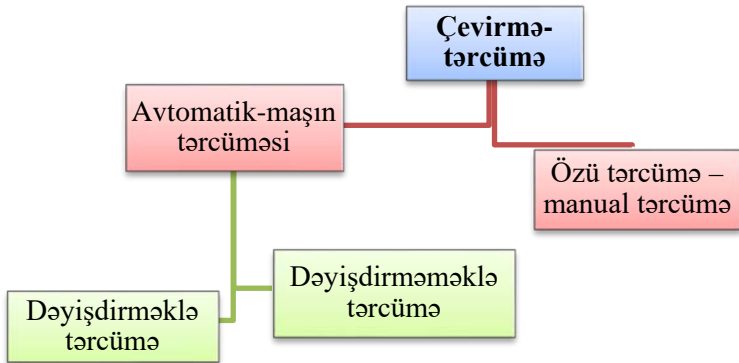 Çevirmə-
tərcümə
Avtomatik-maşın
tərcüməsi
Özü tərcümə –
manual tərcümə
Dəyişdirməməklə
tərcümə
Dəyişdirməklə
tərcümə